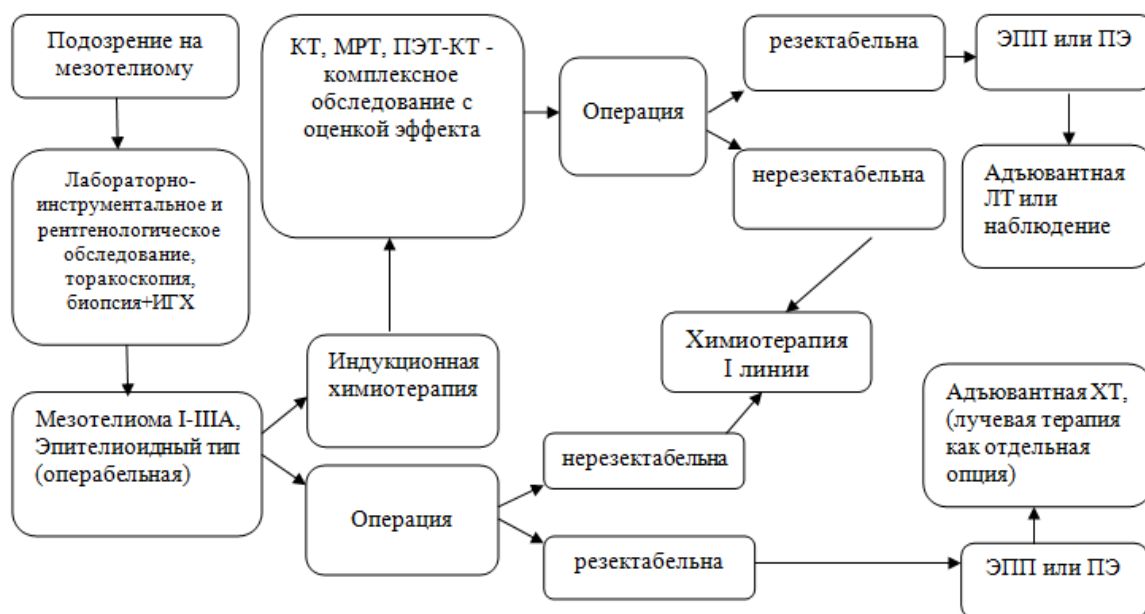 Подозрение на
мезотелиому
Лабораторно-
инструментальное и
рентгенологическое
обследование,
торакоскопия,
биопсия+ИГХ
Мезотелиома I-IIIA,
Эпителиоидный тип
(операбельная)
Индукционная
химиотерапия
КТ, МРТ, ПЭТ-КТ -
комплексное
обследование с
оценкой эффекта
Операция
резектабельна
ЭПП или ПЭ
Адъювантная
ЛТ или
наблюдение
нерезектабельна
Химиотерапия
I линии
Операция
нерезектабельна
резектабельна
ЭПП или ПЭ
Адъювантная ХТ,
(лучевая терапия
как отдельная
опция)